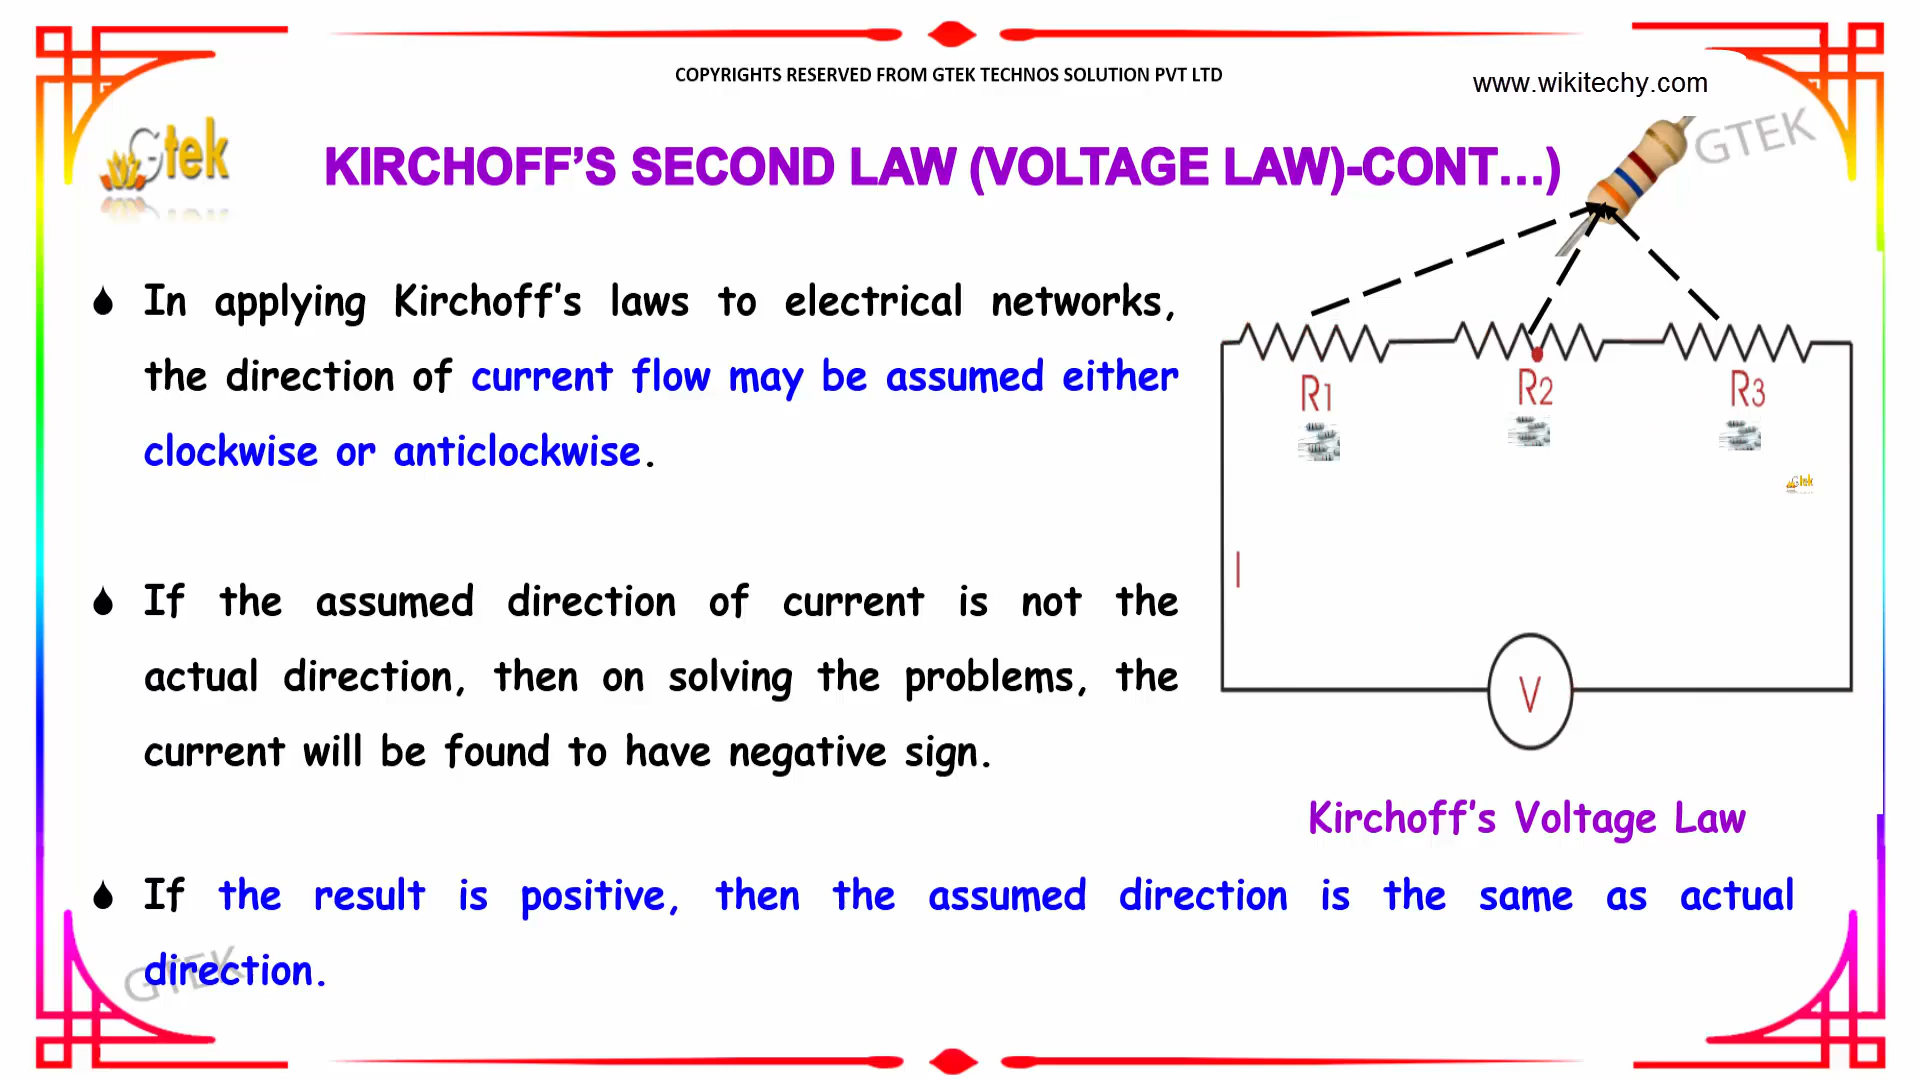 COPYRIGHTS RESERVED FROM GTEK TECHNOS SOLUTION PVT LTD
www.wikitechy.com
Gtek
GTEK
KIRCHOFF’S SECOND LAW (VOLTAGE LAW)-CONT...)
In applying Kirchoff's laws to electrical networks,
the direction of current flow may be assumed either
clockwise or anticlockwise.
R1
R2
R3
Gtek
I
If the assumed direction of current is not the
actual direction, then on solving the problems, the
current will be found to have negative sign.
V
Kirchoff's Voltage Law
If the result is positive, then the assumed direction is the same as actual
direction.
GTEK